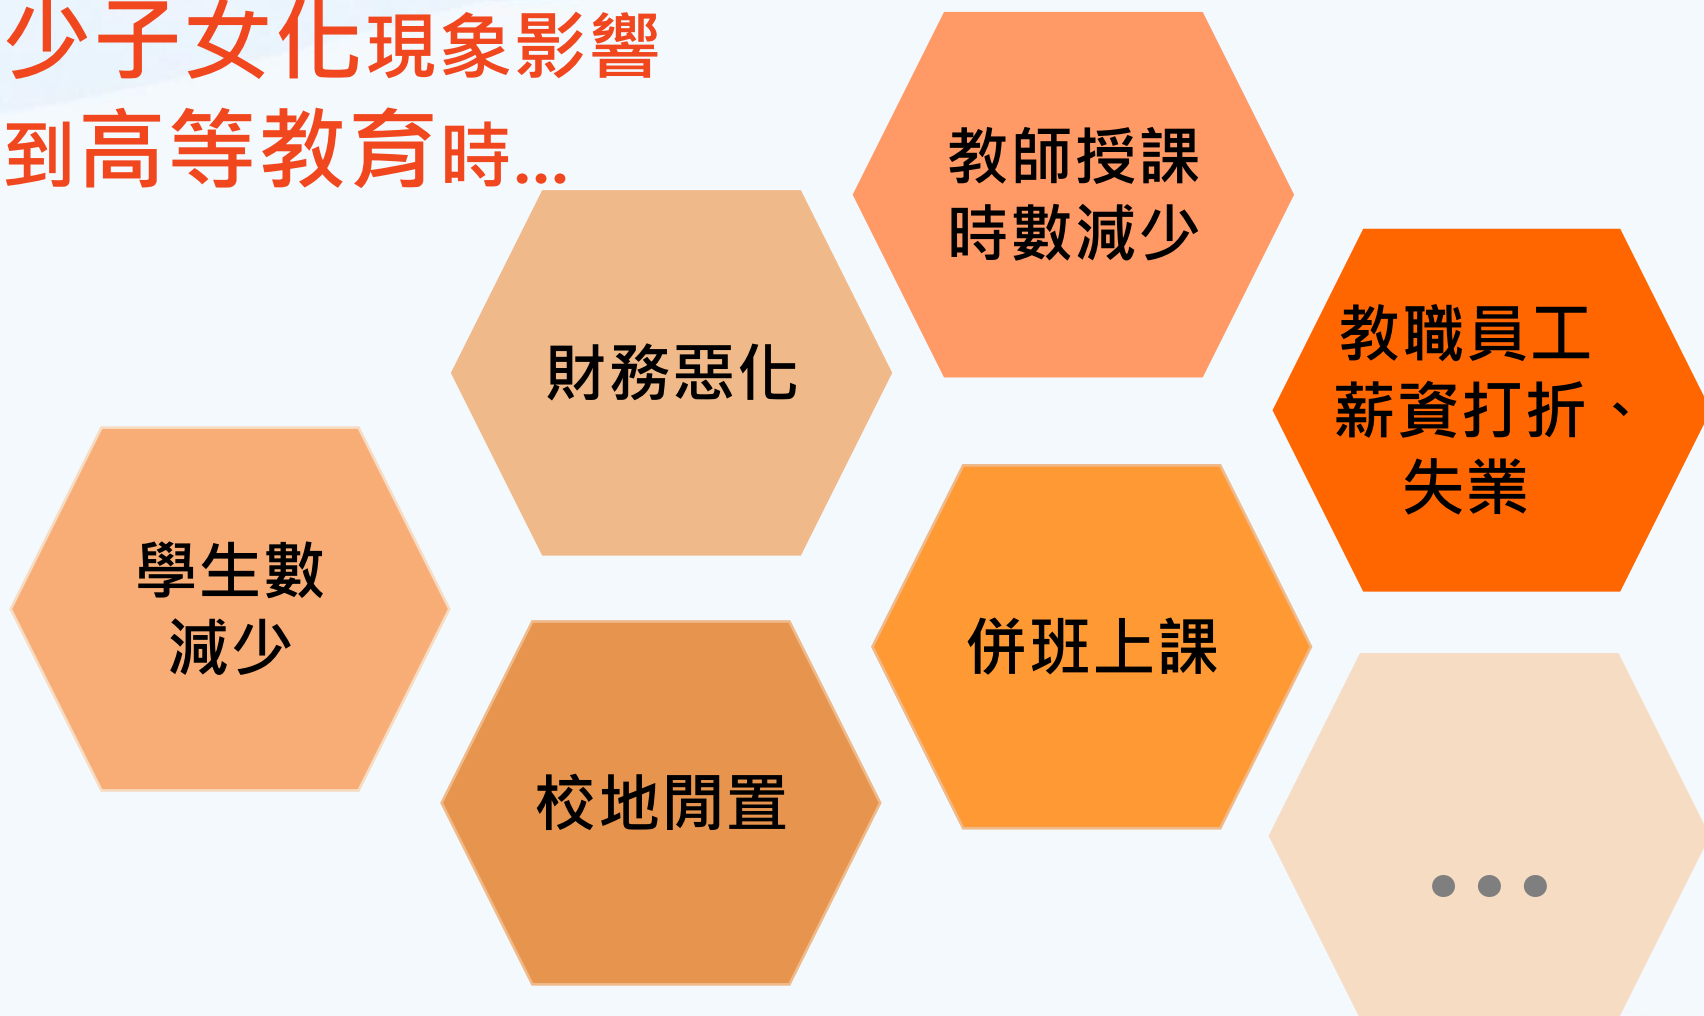 少子女化現象影響
到高等教育時...
教師授課
時數減少
財務惡化
教職員工
薪資打折、
失業
學生數
減少
併班上課
校地閒置
...